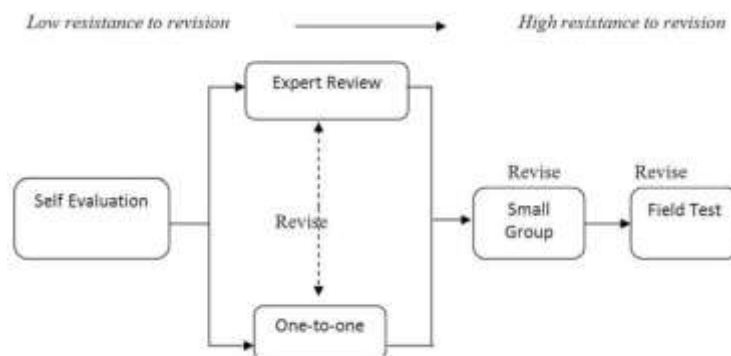 Low resistance to revision
High resistance to revision
Expert Review
Self Evaluation
Revise
One-to-one
Revise
Small
Group
Revise
Field Test